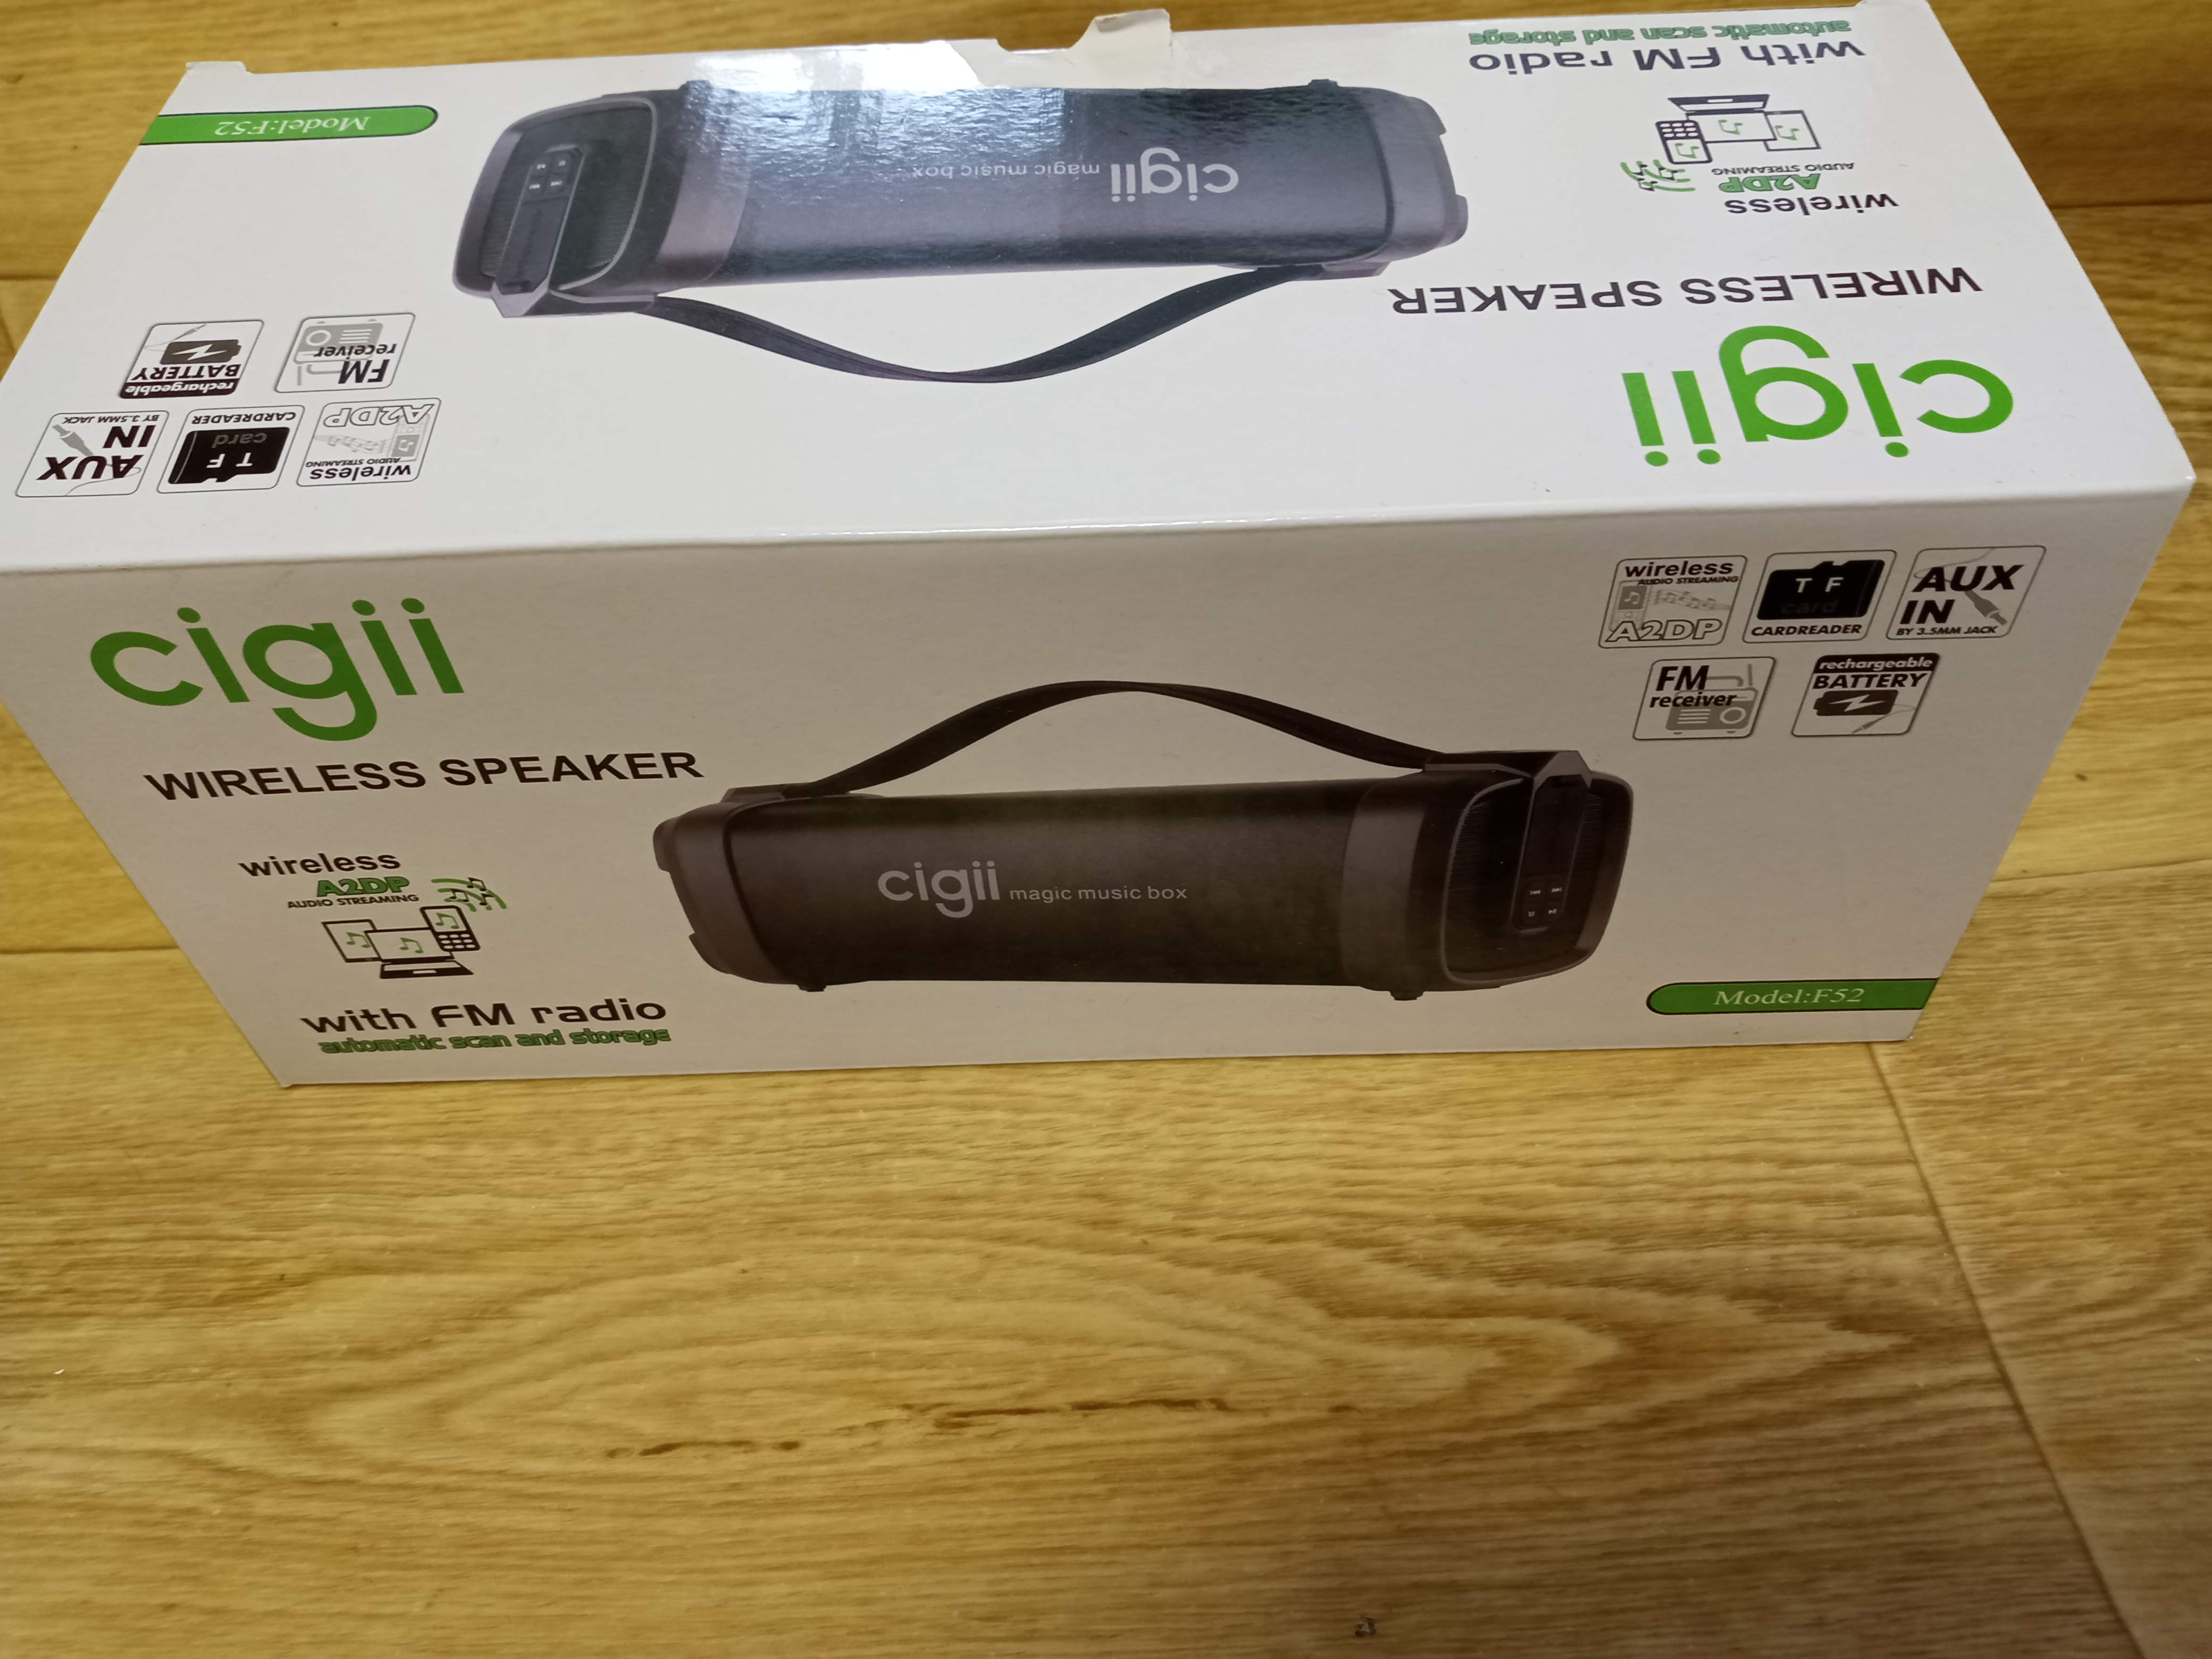 Model:F52
cigii magic music box
with FM radio
automatic scan and storage
wireless
A2DP
AUDIO STREAMING
WIRELESS SPEAKER
cigii
FM
receiver
rechargeable
BATTERY
wireless
AUDIO STREAMING
A2DP
TF
card
CARDREADER
AUX
IN
BY 3.5MM JACK
cigii
WIRELESS SPEAKER
wireless
A2DP
AUDIO STREAMING
with FM radio
automatic scan and storage
cigii magic music box
wireless
AUDIO STREAMING
A2DP
TF
card
CARDREADER
AUX
IN
BY 3.5MM JACK
FM
receiver
rechargeable
BATTERY
Model:F52